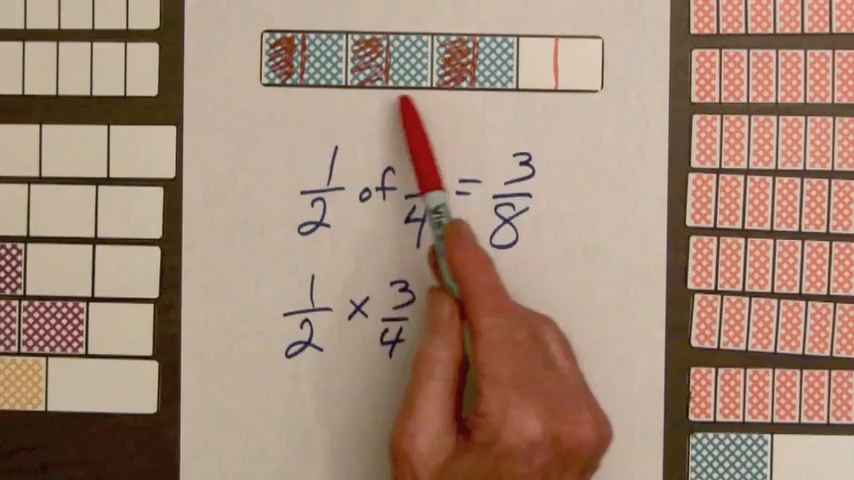 1/2 of /4 = 3/8
1/2 × 3/4